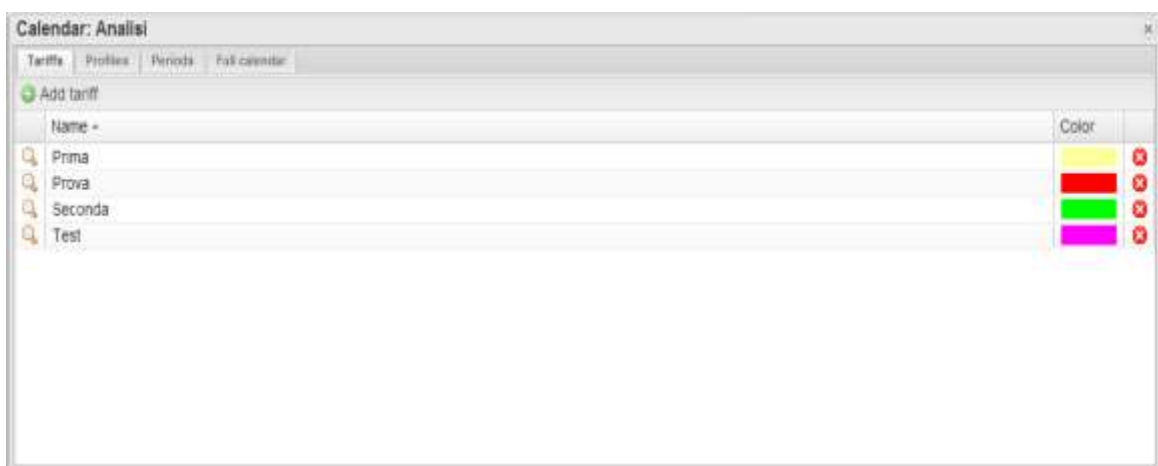 Calendar: Analisi
Tariffs Profiles Periods Full calendar
Add tariff
Name Color
Prima
Prova
Seconda
Test